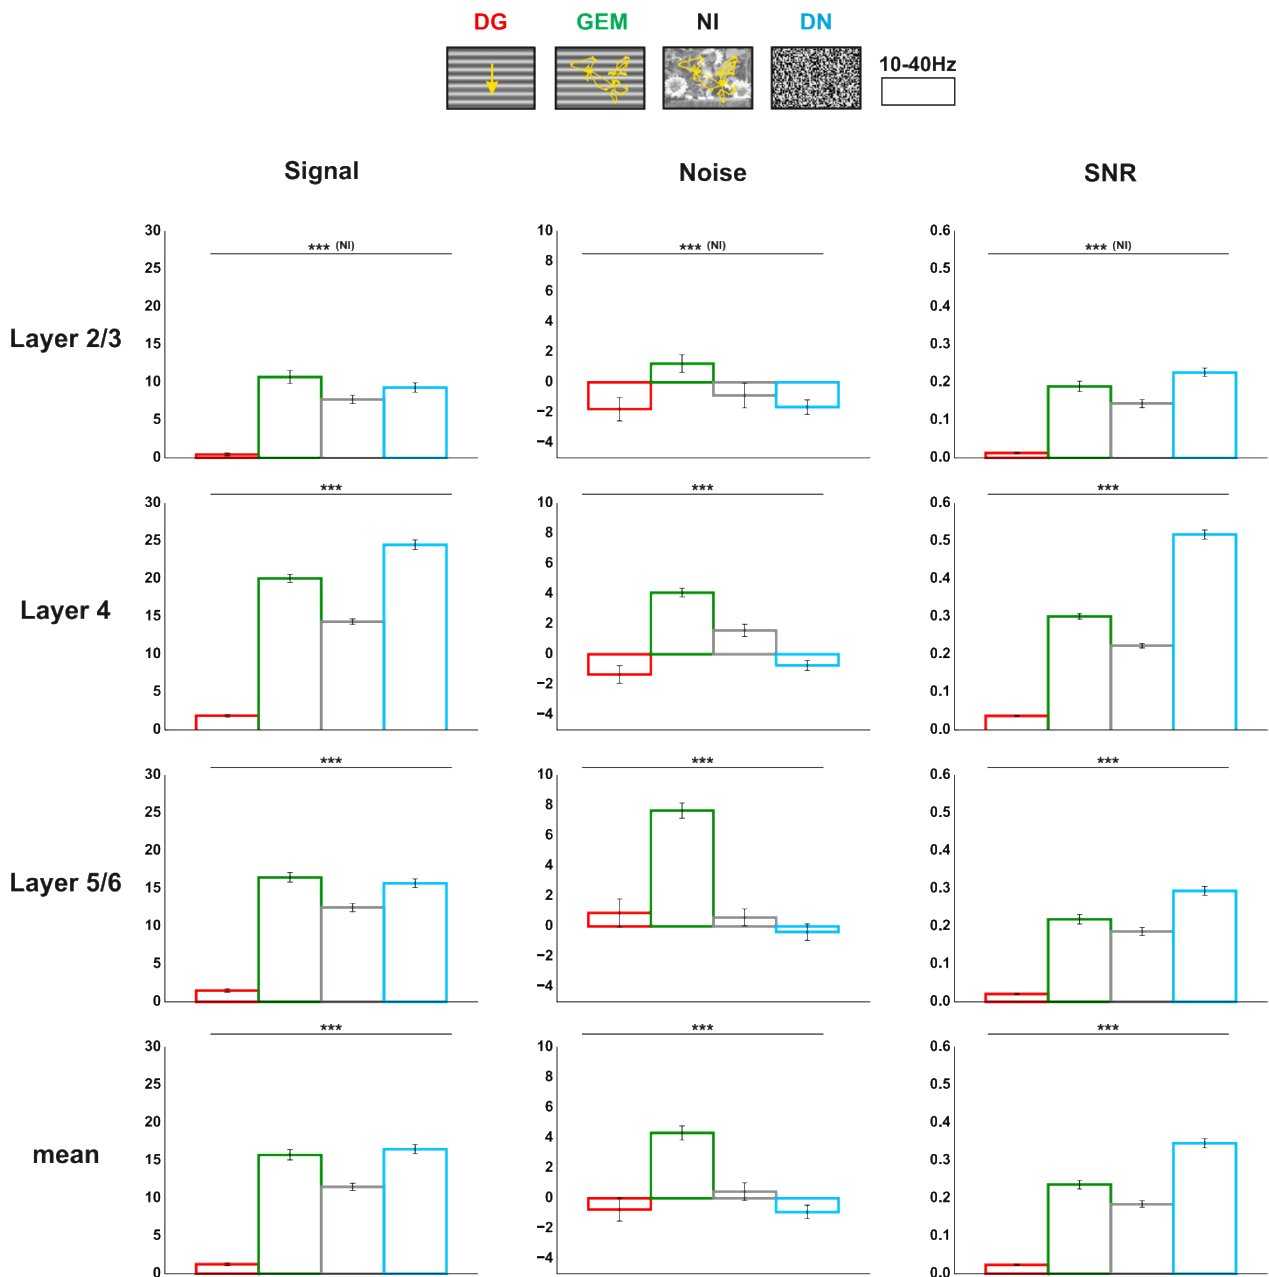 DG GEM NI DN
10-40Hz
Signal Noise SNR
Layer 2/3
30 25 20 15 10 5 0
*** (NI)
10 8 6 4 2 0 −2 −4
*** (NI)
0.6 0.5 0.4 0.3 0.2 0.1 0.0
*** (NI)
Layer 4
30 25 20 15 10 5 0
***
10 8 6 4 2 0 −2 −4
***
0.6 0.5 0.4 0.3 0.2 0.1 0.0
***
Layer 5/6
30 25 20 15 10 5 0
***
10 8 6 4 2 0 −2 −4
***
0.6 0.5 0.4 0.3 0.2 0.1 0.0
***
mean
30 25 20 15 10 5 0
***
10 8 6 4 2 0 −2 −4
***
0.6 0.5 0.4 0.3 0.2 0.1 0.0
***